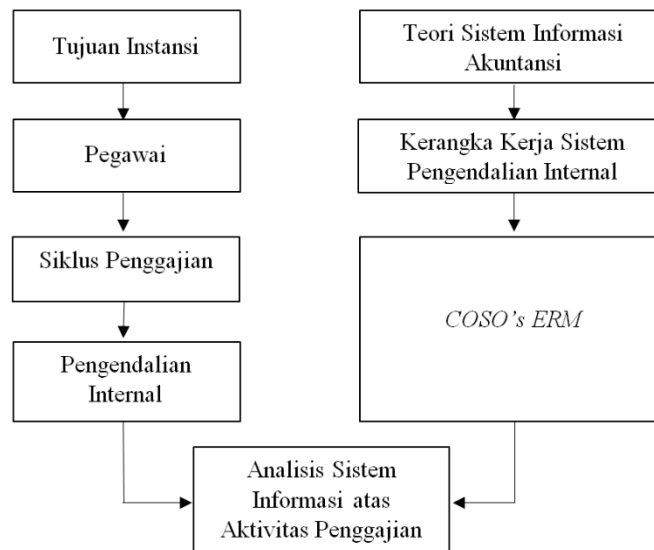 Tujuan Instansi
Pegawai
Siklus Penggajian
Pengendalian
Internal
Teori Sistem Informasi
Akuntansi
Kerangka Kerja Sistem
Pengendalian Internal
COSO’s ERM
Analisis Sistem
Informasi atas
Aktivitas Penggajian